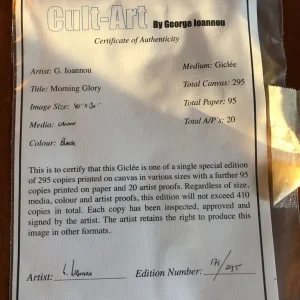 Cult-Art By George Ioannou
Certificate of Authenticity
Artist: G. Ioannou
Medium: Giclée
Title: Morning Glory
Total Canvas: 295
Image Size: 40" x 30"
Total Paper: 95
Media: Canvas
Total A/P's: 20
Colour: Black
This is to certify that this Giclée is one of a single special edition
of 295 copies printed on canvas in various sizes with a further 95
copies printed on paper and 20 artist proofs. Regardless of size,
media, colour and artist proofs, this edition will not exceed 410
copies in total. Each copy has been inspected, approved and
signed by the artist. The artist retains the right to produce this
image in other formats.
Artist: G. Ioannou Edition Number: /295